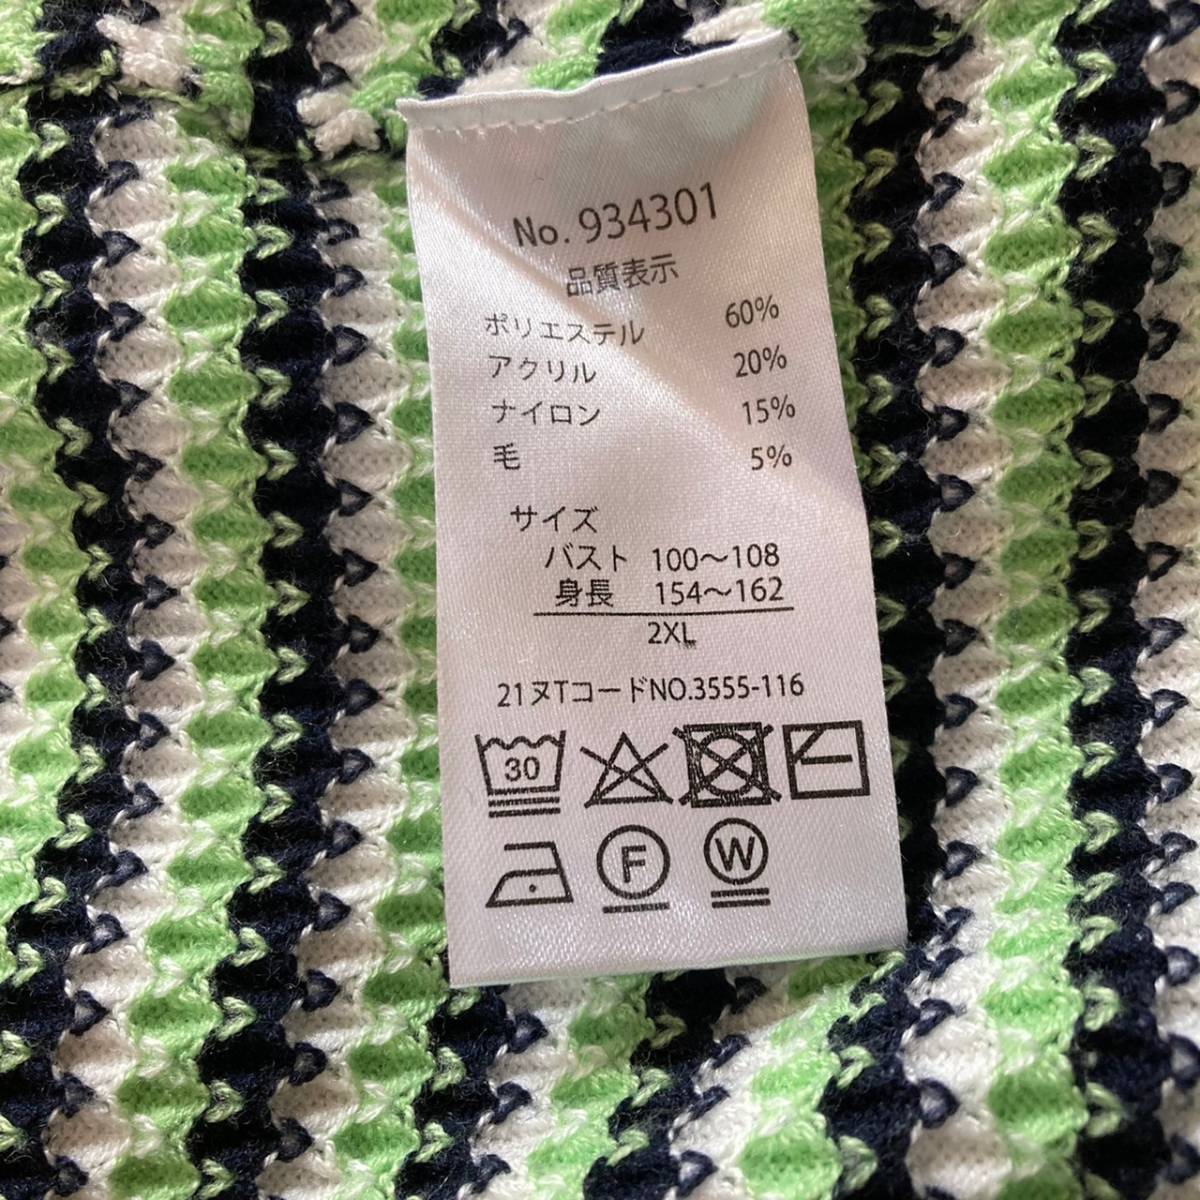 No. 934301
品質表示
ポリエステル 60%
アクリル 20%
ナイロン 15%
毛 5%
サイズ
バスト 100～108
身長 154～162
2XL
21ヌTコードNO.3555-116
30
F W